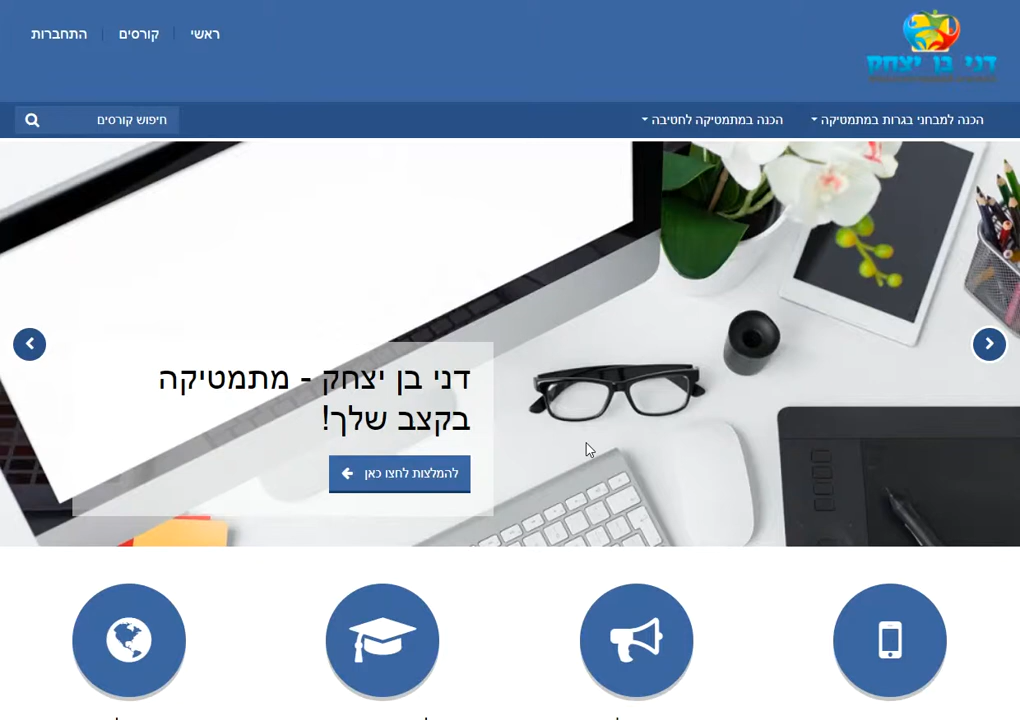 דני בן יצחק
ראשי
קורסים
התחברות
הכנה למבחני בגרות במתמטיקה
הכנה במתמטיקה לחטיבה
חיפוש קורסים
דני בן יצחק - מתמטיקה
בקצב שלך!
להמלצות לחצו כאן